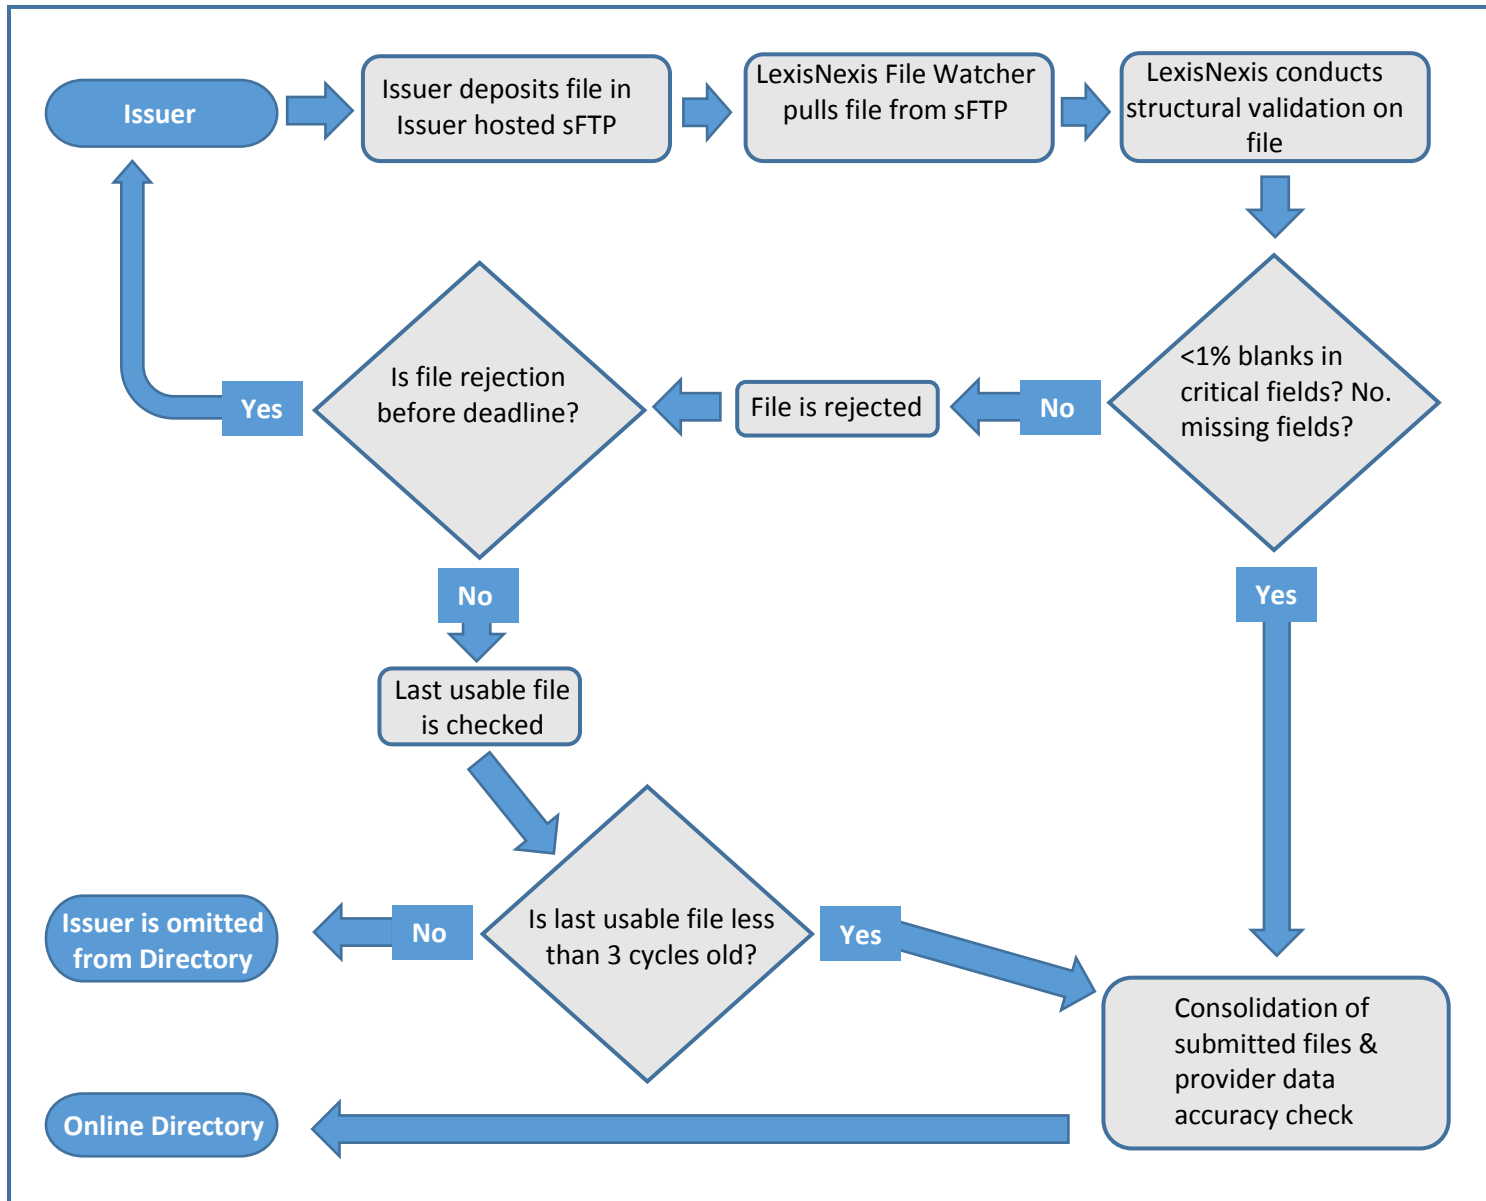 Issuer
Issuer deposits file in
Issuer hosted sFTP
LexisNexis File Watcher
pulls file from sFTP
LexisNexis conducts
structural validation on
file
<1% blanks in
critical fields? No.
missing fields?
No
File is rejected
Is file rejection
before deadline?
Yes
No
Yes
Last usable file
is checked
Is last usable file less
than 3 cycles old?
No
Issuer is omitted
from Directory
Yes
Consolidation of
submitted files &
provider data
accuracy check
Online Directory